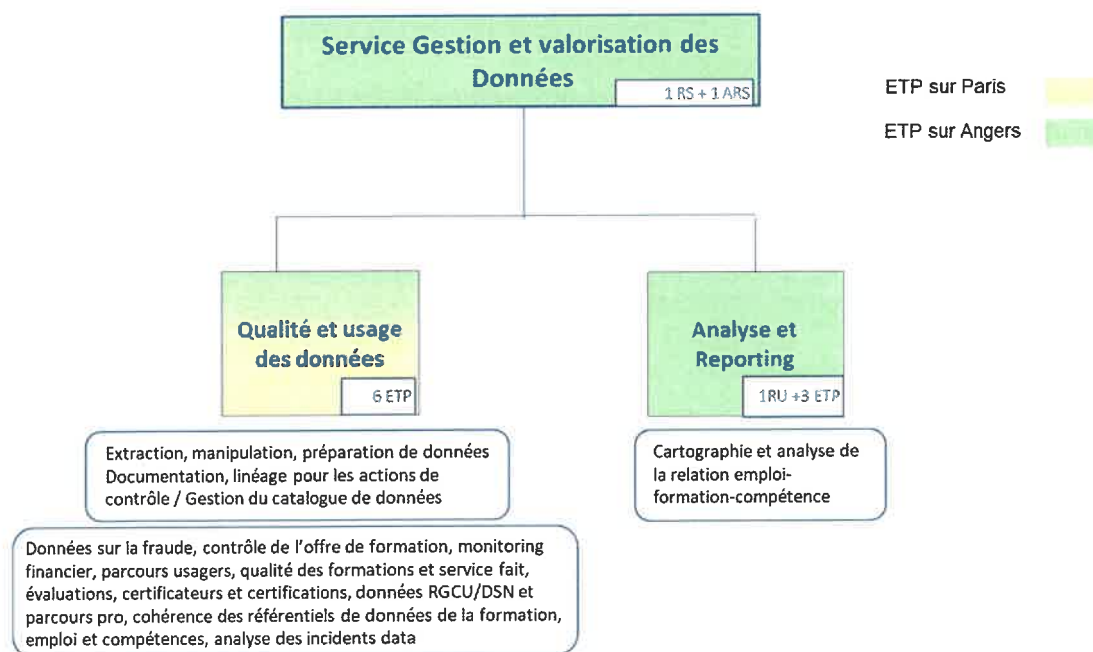 Service Gestion et valorisation des
Données
1 RS + 1 ARS
ETP sur Paris
ETP sur Angers
Qualité et usage
des données
6 ETP
Analyse et
Reporting
1RU +3 ETP
Extraction, manipulation, préparation de données
Documentation, linéage pour les actions de
contrôle / Gestion du catalogue de données
Cartographie et analyse de
la relation emploi-
formation-compétence
Données sur la fraude, contrôle de l'offre de formation, monitoring
financier, parcours usagers, qualité des formations et service fait,
évaluations, certificateurs et certifications, données RGCU/DSN et
parcours pro, cohérence des référentiels de données de la formation,
emploi et compétences, analyse des incidents data